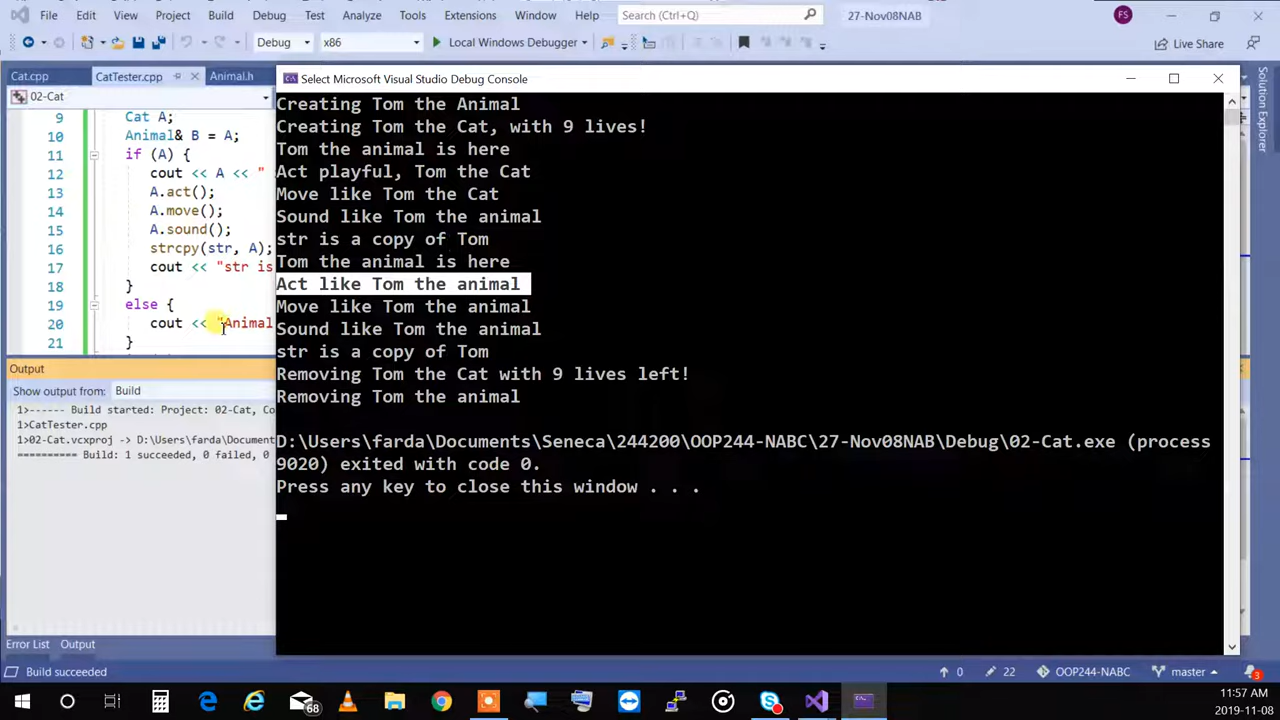 File Edit View Project Build Debug Test Analyze Tools Extensions Window Help Search (Ctrl+Q) 27-Nov08NAB FS
Debug x86 Local Windows Debugger Live Share
Cat.cpp CatTester.cpp Animal.h
02-Cat
Select Microsoft Visual Studio Debug Console
9 Cat A;
10 Animal& B = A;
11 if (A) {
12 cout << A << "
13 A.act();
14 A.move();
15 A.sound();
16 strcpy(str, A);
17 cout << "str is
18 }
19 else {
20 cout << "Animal
21 }
Creating Tom the Animal
Creating Tom the Cat, with 9 lives!
Tom the animal is here
Act playful, Tom the Cat
Move like Tom the Cat
Sound like Tom the animal
str is a copy of Tom
Tom the animal is here
Act like Tom the animal
Move like Tom the animal
Sound like Tom the animal
str is a copy of Tom
Removing Tom the Cat with 9 lives left!
Removing Tom the animal
D:\Users\farda\Documents\Seneca\244200\OOP244-NABC\27-Nov08NAB\Debug\02-Cat.exe (process
9020) exited with code 0.
Press any key to close this window . . .
Solution Explorer
Output
Show output from: Build
1>------ Build started: Project: 02-Cat, Co
1>CatTester.cpp
1>02-Cat.vcxproj -> D:\Users\farda\Document
========== Build: 1 succeeded, 0 failed, 0
Error List Output
Build succeeded 0 22 OOP244-NABC master 3
68
11:57 AM
2019-11-08